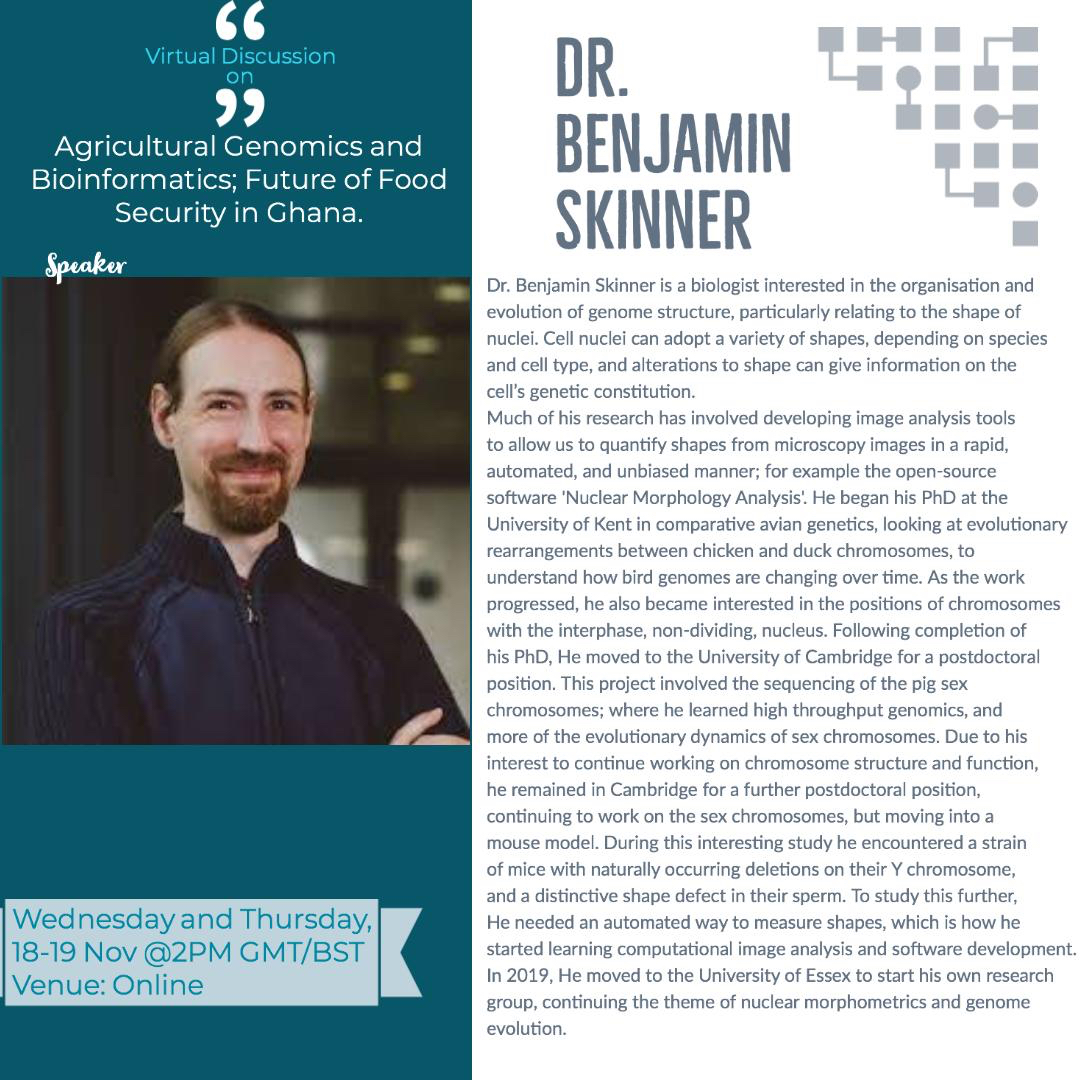 “
Virtual Discussion
on
”
Agricultural Genomics and
Bioinformatics; Future of Food
Security in Ghana.
Speaker
Wednesday and Thursday,
18-19 Nov @2PM GMT/BST
Venue: Online
DR.
BENJAMIN
SKINNER
Dr. Benjamin Skinner is a biologist interested in the organisation and
evolution of genome structure, particularly relating to the shape of
nuclei. Cell nuclei can adopt a variety of shapes, depending on species
and cell type, and alterations to shape can give information on the
cell's genetic constitution.
Much of his research has involved developing image analysis tools
to allow us to quantify shapes from microscopy images in a rapid,
automated, and unbiased manner; for example the open-source
software 'Nuclear Morphology Analysis'. He began his PhD at the
University of Kent in comparative avian genetics, looking at evolutionary
rearrangements between chicken and duck chromosomes, to
understand how bird genomes are changing over time. As the work
progressed, he also became interested in the positions of chromosomes
with the interphase, non-dividing, nucleus. Following completion of
his PhD, He moved to the University of Cambridge for a postdoctoral
position. This project involved the sequencing of the pig sex
chromosomes; where he learned high throughput genomics, and
more of the evolutionary dynamics of sex chromosomes. Due to his
interest to continue working on chromosome structure and function,
he remained in Cambridge for a further postdoctoral position,
continuing to work on the sex chromosomes, but moving into a
mouse model. During this interesting study he encountered a strain
of mice with naturally occurring deletions on their Y chromosome,
and a distinctive shape defect in their sperm. To study this further,
He needed an automated way to measure shapes, which is how he
started learning computational image analysis and software development.
In 2019, He moved to the University of Essex to start his own research
group, continuing the theme of nuclear morphometrics and genome
evolution.